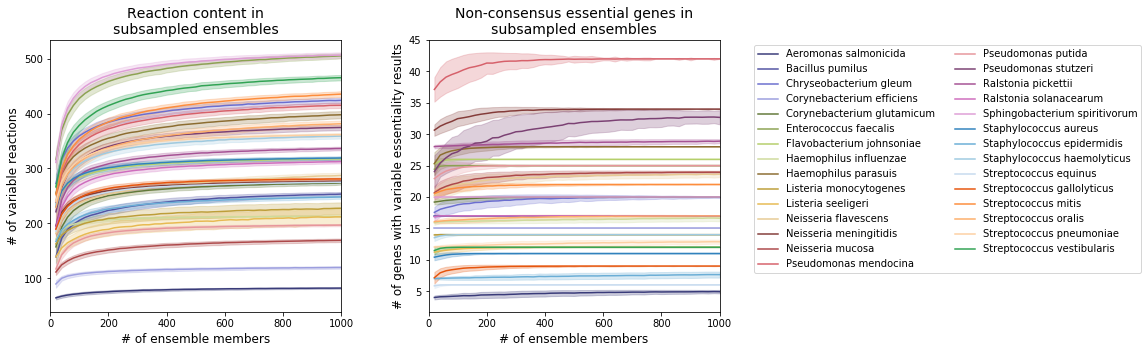 Reaction content in
subsampled ensembles
# of variable reactions
500
400
300
200
100
0
200
400
600
800
1000
# of ensemble members
Non-consensus essential genes in
subsampled ensembles
# of genes with variable essentiality results
45
40
35
30
25
20
15
10
5
0
200
400
600
800
1000
# of ensemble members
Aeromonas salmonicida
Bacillus pumilus
Chryseobacterium gleum
Corynebacterium efficiens
Corynebacterium glutamicum
Enterococcus faecalis
Flavobacterium johnsoniae
Haemophilus influenzae
Haemophilus parasuis
Listeria monocytogenes
Listeria seeligeri
Neisseria flavescens
Neisseria meningitidis
Neisseria mucosa
Pseudomonas mendocina
Pseudomonas putida
Pseudomonas stutzeri
Ralstonia pickettii
Ralstonia solanacearum
Sphingobacterium spiritivorum
Staphylococcus aureus
Staphylococcus epidermidis
Staphylococcus haemolyticus
Streptococcus equinus
Streptococcus gallolyticus
Streptococcus mitis
Streptococcus oralis
Streptococcus pneumoniae
Streptococcus vestibularis